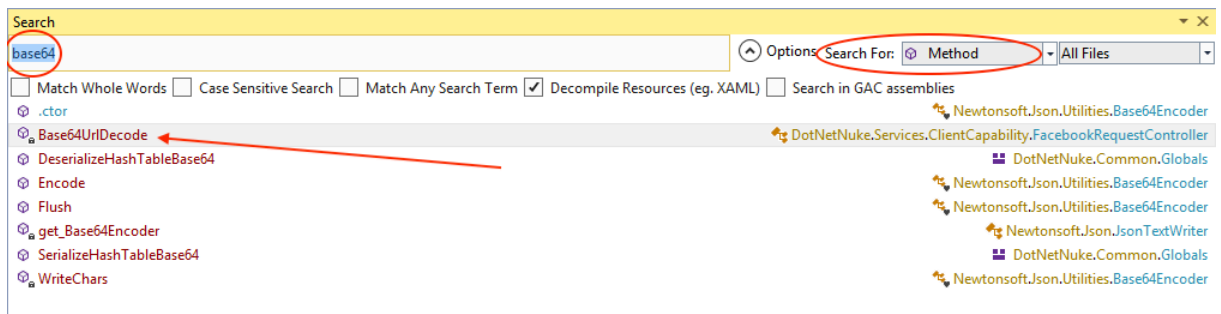 Search
base64
Options Search For: Method All Files
Match Whole Words Case Sensitive Search Match Any Search Term Decompile Resources (eg. XAML) Search in GAC assemblies
.ctor Newtonsoft.Json.Utilities.Base64Encoder
Base64UrlDecode DotNetNuke.Services.ClientCapability.FacebookRequestController
DeserializeHashTableBase64 DotNetNuke.Common.Globals
Encode Newtonsoft.Json.Utilities.Base64Encoder
Flush Newtonsoft.Json.Utilities.Base64Encoder
get_Base64Encoder Newtonsoft.Json.JsonTextWriter
SerializeHashTableBase64 DotNetNuke.Common.Globals
WriteChars Newtonsoft.Json.Utilities.Base64Encoder